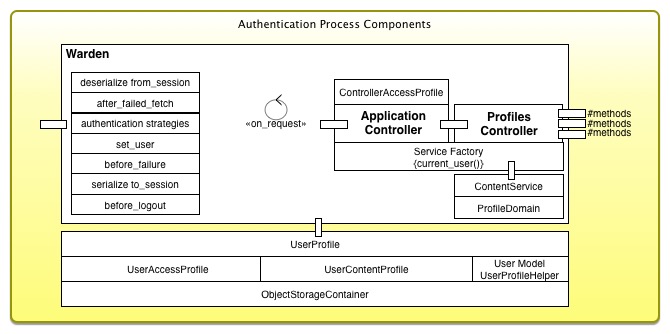 Authentication Process Components
Warden
deserialize from_session
after_failed_fetch
authentication strategies
set_user
before_failure
serialize to_session
before_logout
«on_request»
ControllerAccessProfile
Application
Controller
Profiles
Controller
#methods
#methods
#methods
Service Factory
{current_user()}
ContentService
ProfileDomain
UserProfile
UserAccessProfile
UserContentProfile
User Model
UserProfileHelper
ObjectStorageContainer